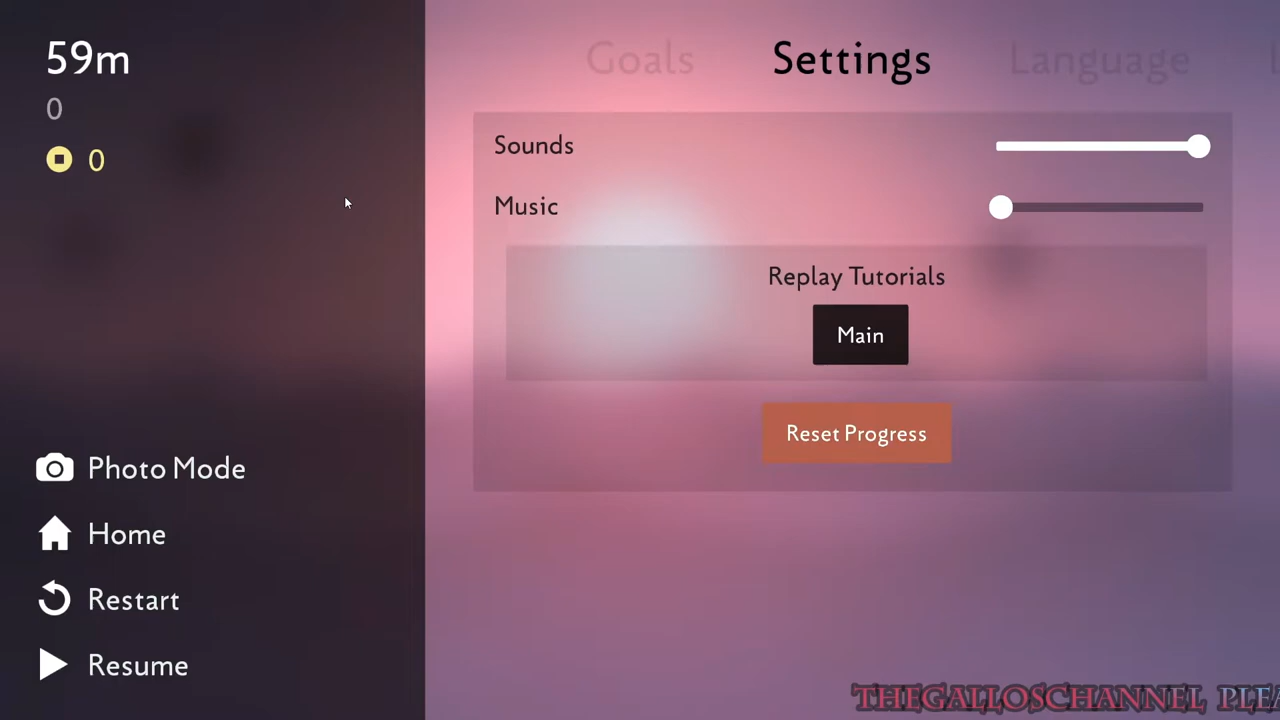 59m
0
0
Photo Mode
Home
Restart
Resume
Goals
Settings
Language
Sounds
Music
Replay Tutorials
Main
Reset Progress
THEGALLOSCHANNEL